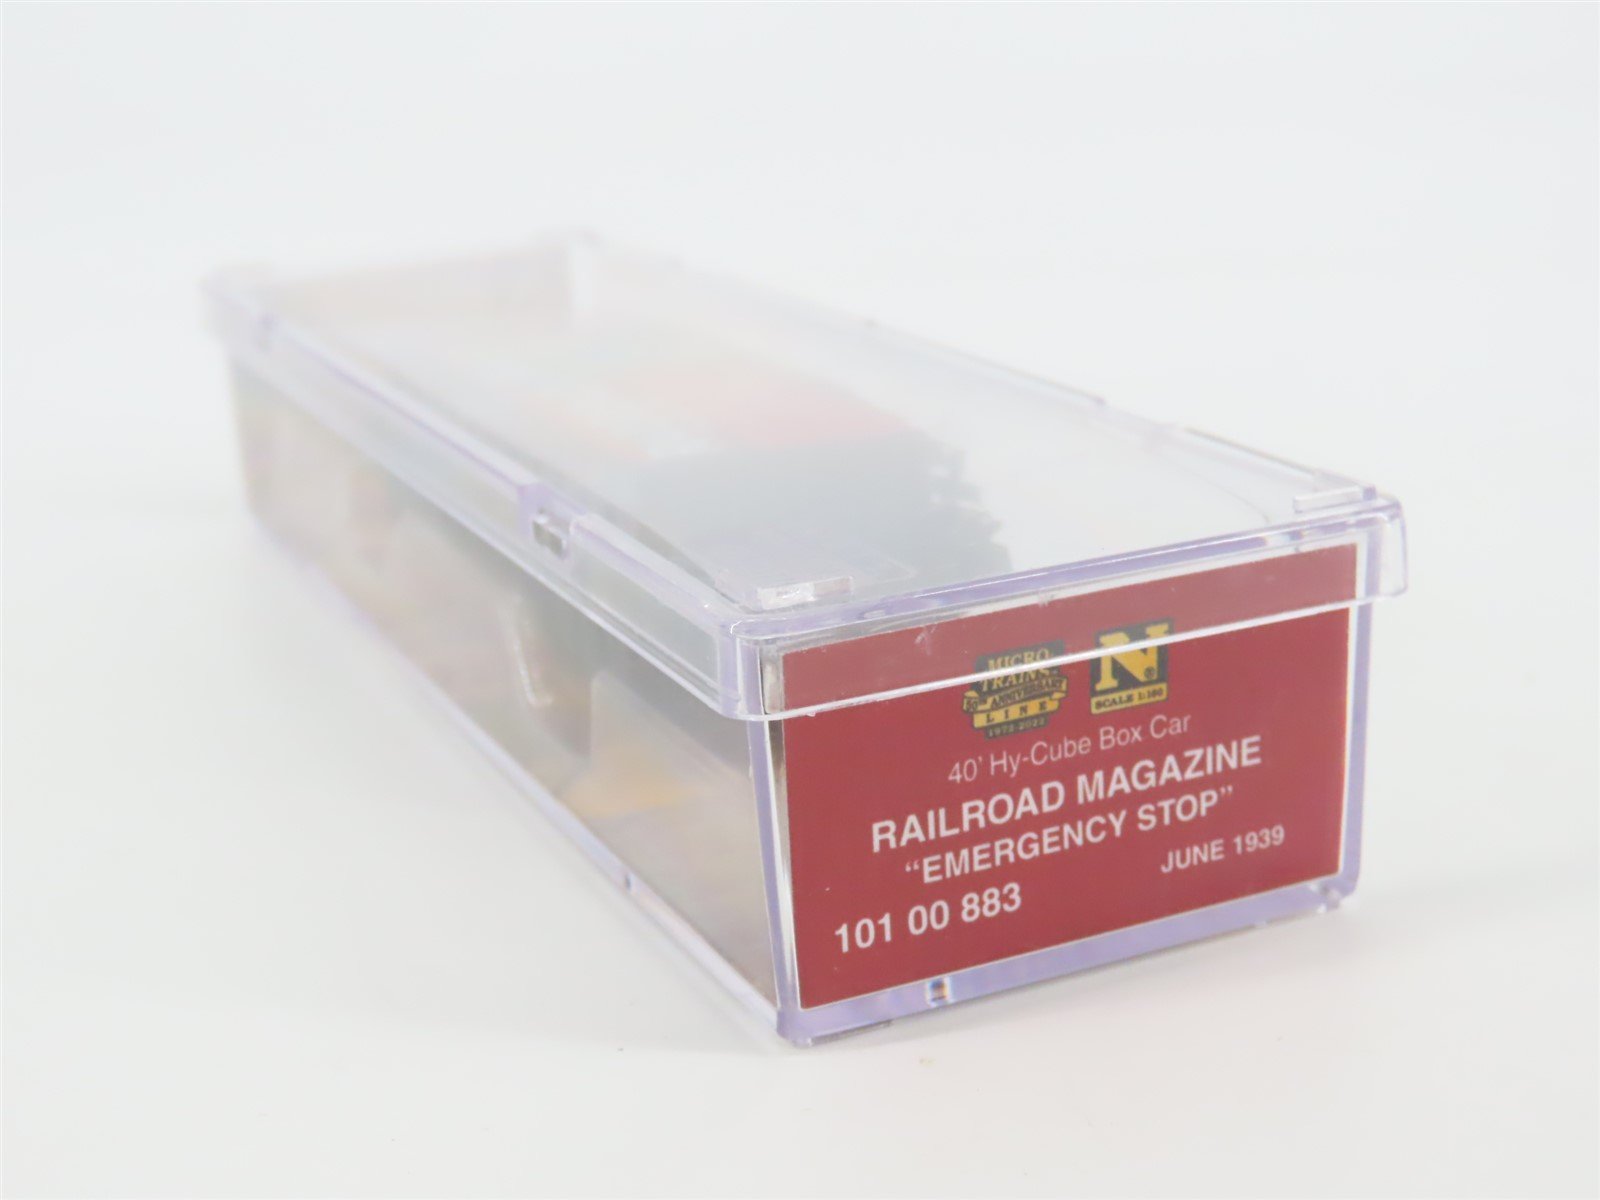 MICRO-
TRAINS
50TH ANNIVERSARY
LINE
1972-2022
N®
SCALE 1:160
40' Hy-Cube Box Car
RAILROAD MAGAZINE
“EMERGENCY STOP”
JUNE 1939
101 00 883